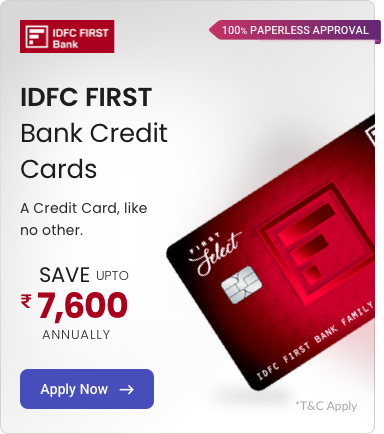 IDFC FIRST
Bank
100% PAPERLESS APPROVAL
IDFC FIRST
Bank Credit
Cards
A Credit Card, like
no other.
SAVE UPTO
₹ 7,600
ANNUALLY
Apply Now →
FIRST
Select
IDFC FIRST BANK FAMILY
*T&C Apply